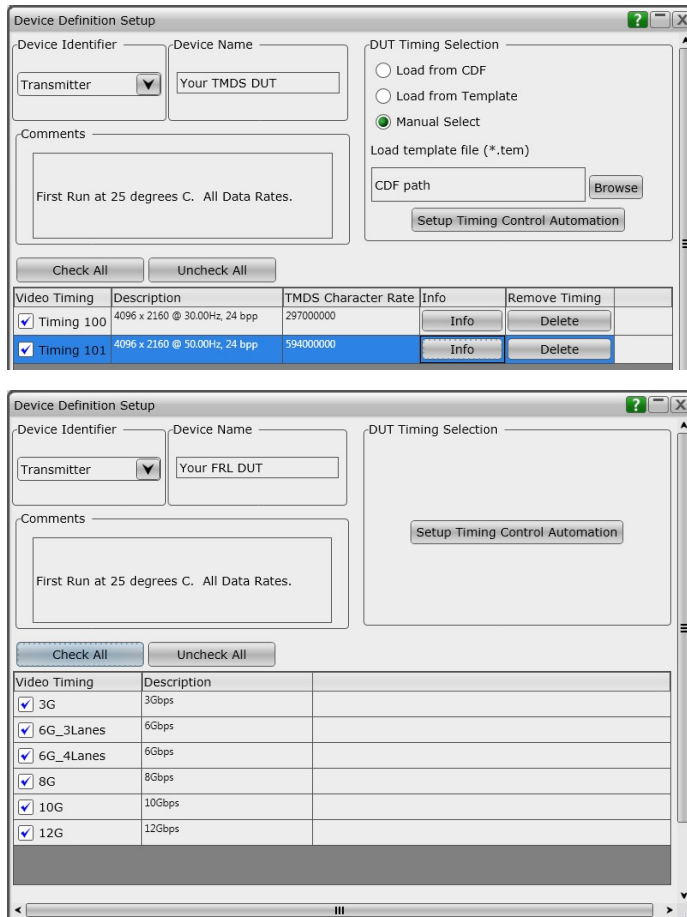 Device Definition Setup
Device Identifier
Device Name
DUT Timing Selection
Transmitter
Your TMDS DUT
Load from CDF
Load from Template
Manual Select
Comments
Load template file (*.tem)
First Run at 25 degrees C. All Data Rates.
CDF path
Browse
Setup Timing Control Automation
Check All
Uncheck All
Video Timing Description TMDS Character Rate Info Remove Timing
Timing 100 4096 x 2160 @ 30.00Hz, 24 bpp 297000000 Info Delete
Timing 101 4096 x 2160 @ 50.00Hz, 24 bpp 594000000 Info Delete
Device Definition Setup
Device Identifier
Device Name
DUT Timing Selection
Transmitter
Your FRL DUT
Comments
Setup Timing Control Automation
First Run at 25 degrees C. All Data Rates.
Check All
Uncheck All
Video Timing Description
3G 3Gbps
6G_3Lanes 6Gbps
6G_4Lanes 6Gbps
8G 8Gbps
10G 10Gbps
12G 12Gbps